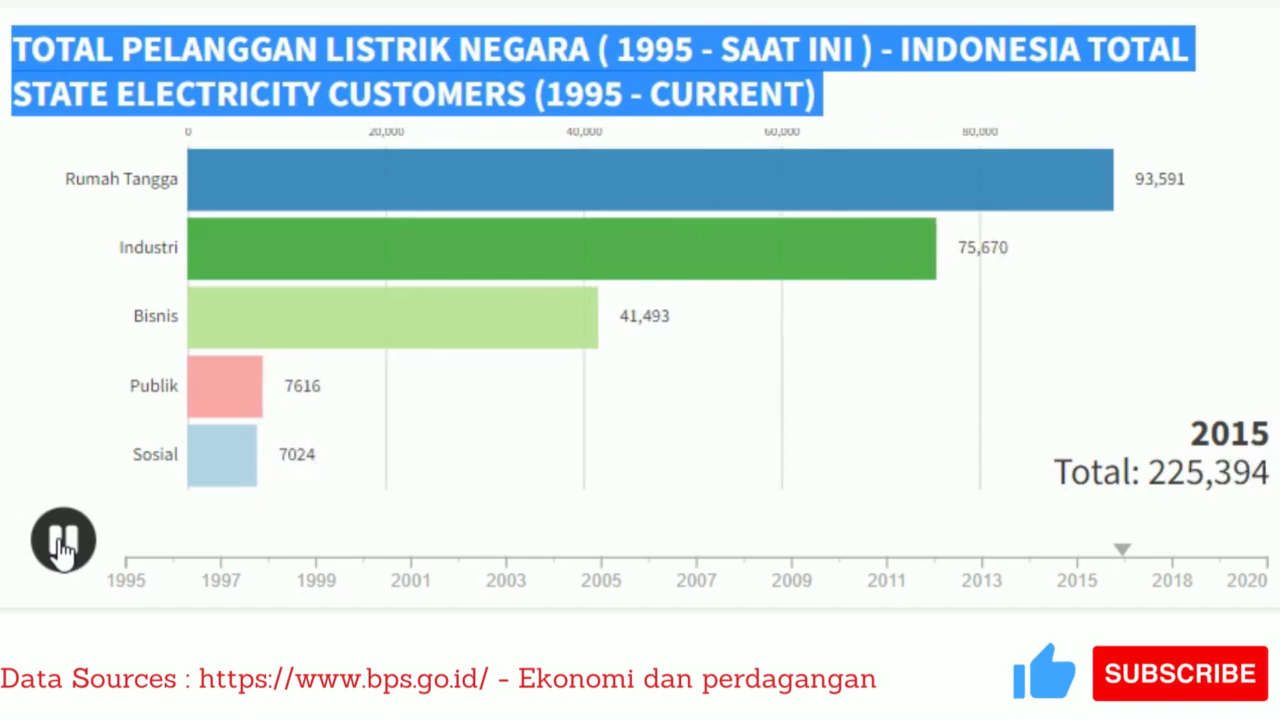 TOTAL PELANGGAN LISTRIK NEGARA ( 1995 - SAAT INI ) - INDONESIA TOTAL
STATE ELECTRICITY CUSTOMERS (1995 - CURRENT)
0 20,000 40,000 60,000 80,000
Rumah Tangga 93,591
Industri 75,670
Bisnis 41,493
Publik 7616
Sosial 7024
2015
Total: 225,394
1995 1997 1999 2001 2003 2005 2007 2009 2011 2013 2015 2018 2020
Data Sources : https://www.bps.go.id/ - Ekonomi dan perdagangan
SUBSCRIBE